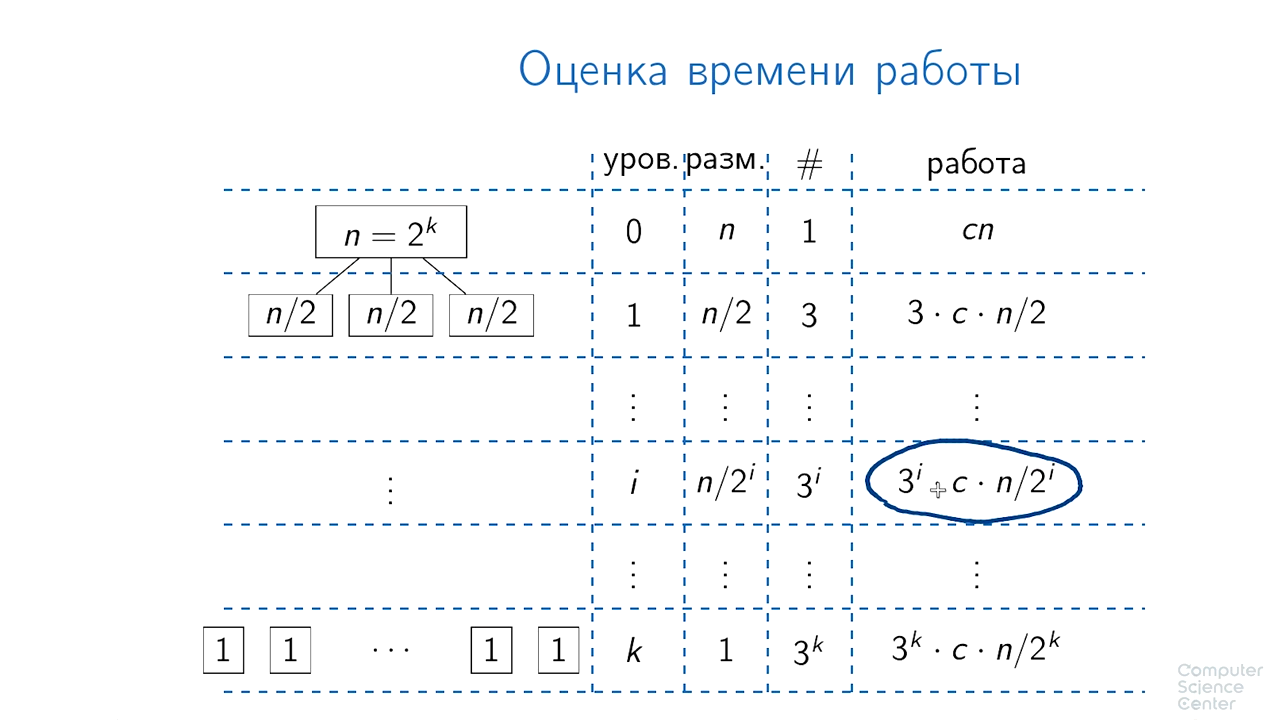 Оценка времени работы
уров. разм. # работа
n = 2^k 0 n 1 cn
n/2 n/2 n/2 1 n/2 3 3 · c · n/2
⋮ ⋮ ⋮ ⋮
⋮ i n/2^i 3^i 3^i · c · n/2^i
⋮ ⋮ ⋮ ⋮
1 1 ··· 1 1 k 1 3^k 3^k · c · n/2^k
Computer
Science
Center